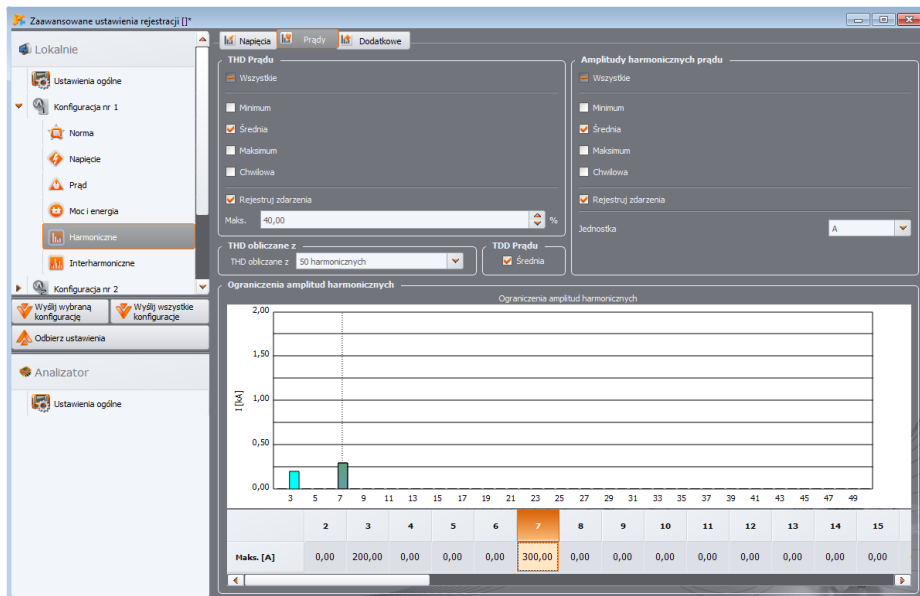 Zaawansowane ustawienia rejestracji []*
Lokalnie
Ustawienia ogólne
Konfiguracja nr 1
Norma
Napięcie
Prąd
Moc i energia
Harmoniczne
Interharmoniczne
Konfiguracja nr 2
Wyślij wybraną konfigurację
Wyślij wszystkie konfiguracje
Odbierz ustawienia
Analizator
Ustawienia ogólne
Napięcia Prądy Dodatkowe
THD Prądu
Wszystkie
Minimum
Średnia
Maksimum
Chwilowa
Rejestruj zdarzenia
Maks. 40,00 %
Amplitudy harmonicznych prądu
Wszystkie
Minimum
Średnia
Maksimum
Chwilowa
Rejestruj zdarzenia
Jednostka A
THD obliczane z
THD obliczane z 50 harmonicznych
TDD Prądu
Średnia
Ograniczenia amplitud harmonicznych
Ograniczenia amplitud harmonicznych
I [kA]
2,00
1,50
1,00
0,50
0,00
3 5 7 9 11 13 15 17 19 21 23 25 27 29 31 33 35 37 39 41 43 45 47 49
2 3 4 5 6 7 8 9 10 11 12 13 14 15
Maks. [A] 0,00 200,00 0,00 0,00 0,00 300,00 0,00 0,00 0,00 0,00 0,00 0,00 0,00 0,00